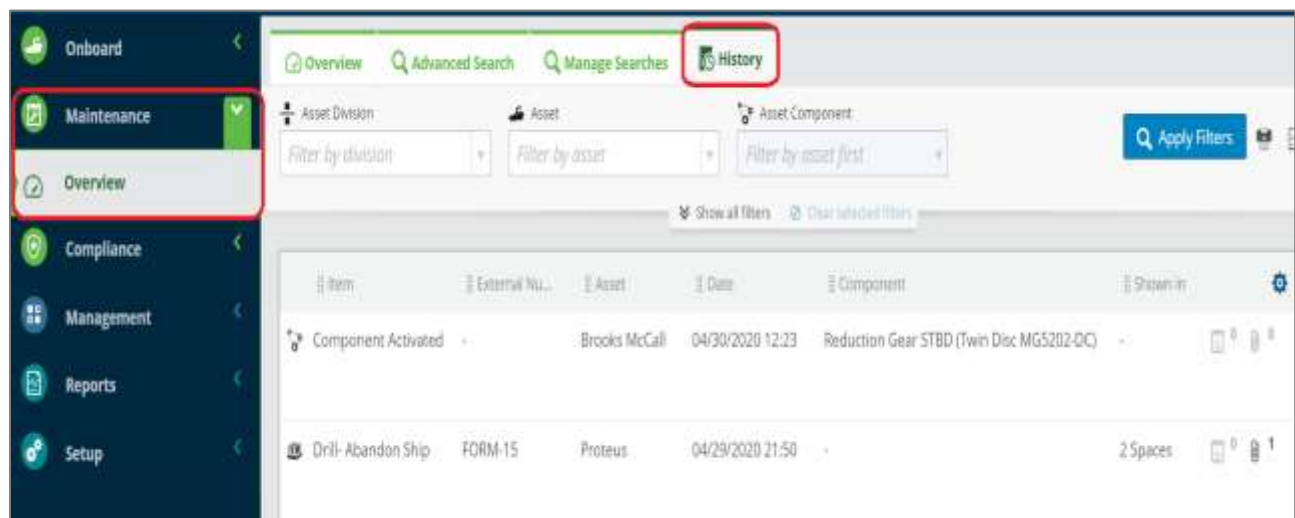 Onboard
Maintenance
Overview
Compliance
Management
Reports
Setup
Overview Advanced Search Manage Searches History
Asset Division Asset Asset Component
Filter by division Filter by asset Filter by asset first Apply Filters
Show all filters Clear selected filters
Item External Nu... Asset Date Component Shown in
Component Activated - Brooks McCall 04/30/2020 12:23 Reduction Gear STBD (Twin Disc MG5202-DC) - 0 0
Drill- Abandon Ship FORM-15 Proteus 04/29/2020 21:50 - 2 Spaces 0 1